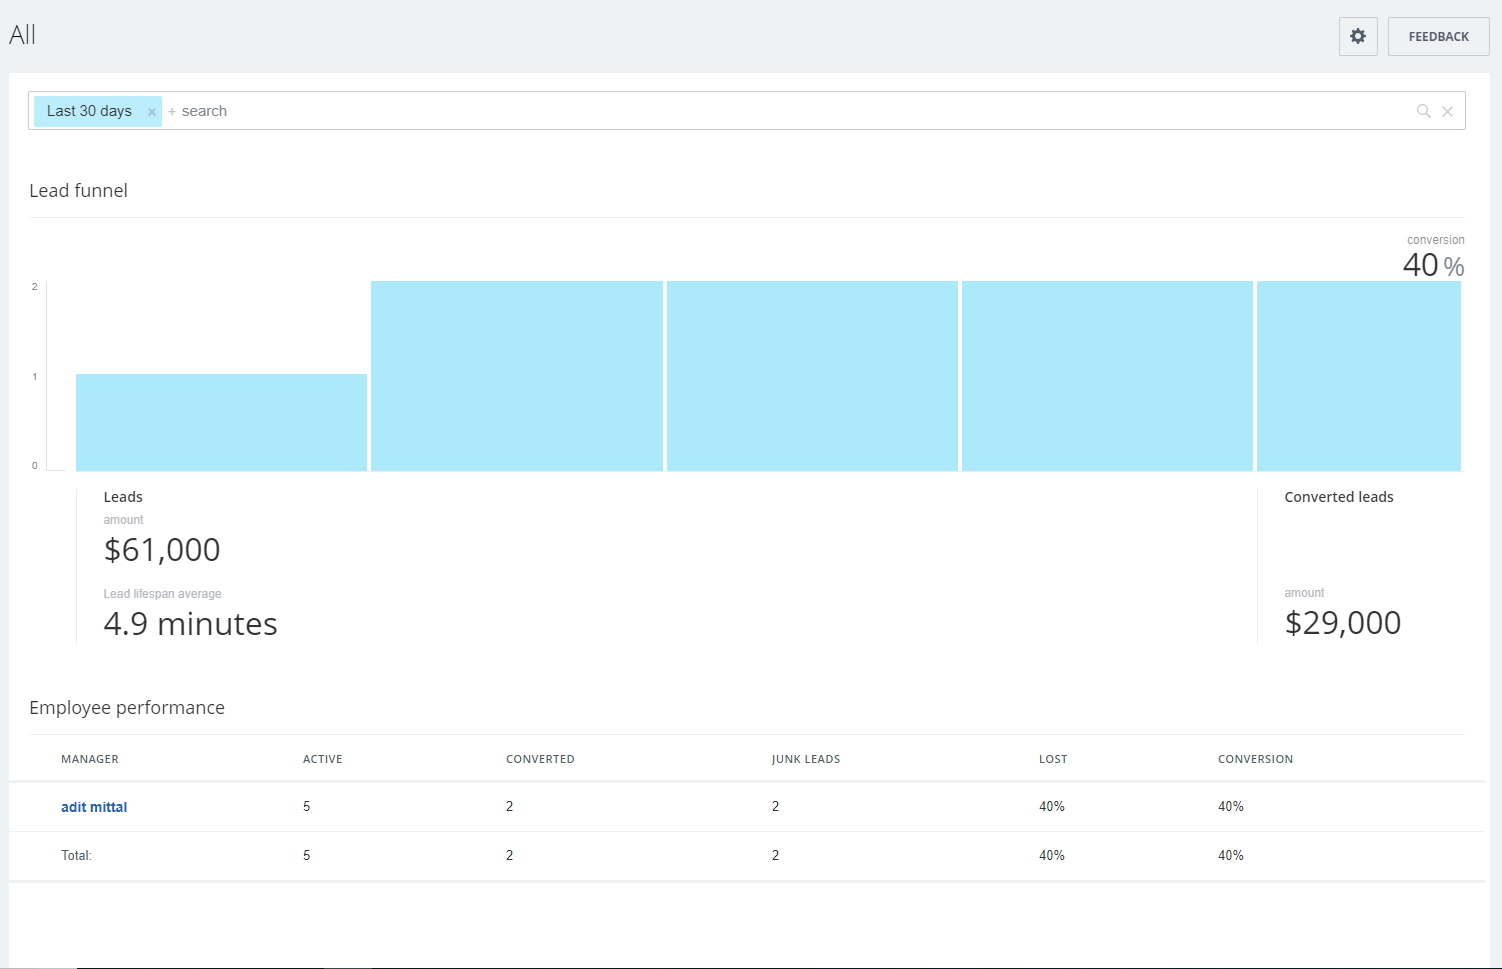 All
FEEDBACK
Last 30 days × + search
Lead funnel
conversion
40 %
2
1
0
Leads
amount
$61,000
Lead lifespan average
4.9 minutes
Converted leads
amount
$29,000
Employee performance
MANAGER ACTIVE CONVERTED JUNK LEADS LOST CONVERSION
adit mittal 5 2 2 40% 40%
Total: 5 2 2 40% 40%